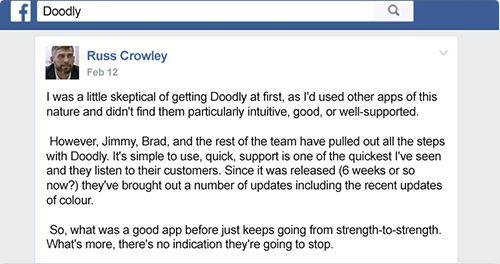 f Doodly
Russ Crowley
Feb 12
I was a little skeptical of getting Doodly at first, as I'd used other apps of this
nature and didn't find them particularly intuitive, good, or well-supported.
However, Jimmy, Brad, and the rest of the team have pulled out all the steps
with Doodly. It's simple to use, quick, support is one of the quickest I've seen
and they listen to their customers. Since it was released (6 weeks or so
now?) they've brought out a number of updates including the recent updates
of colour.
So, what was a good app before just keeps going from strength-to-strength.
What's more, there's no indication they're going to stop.